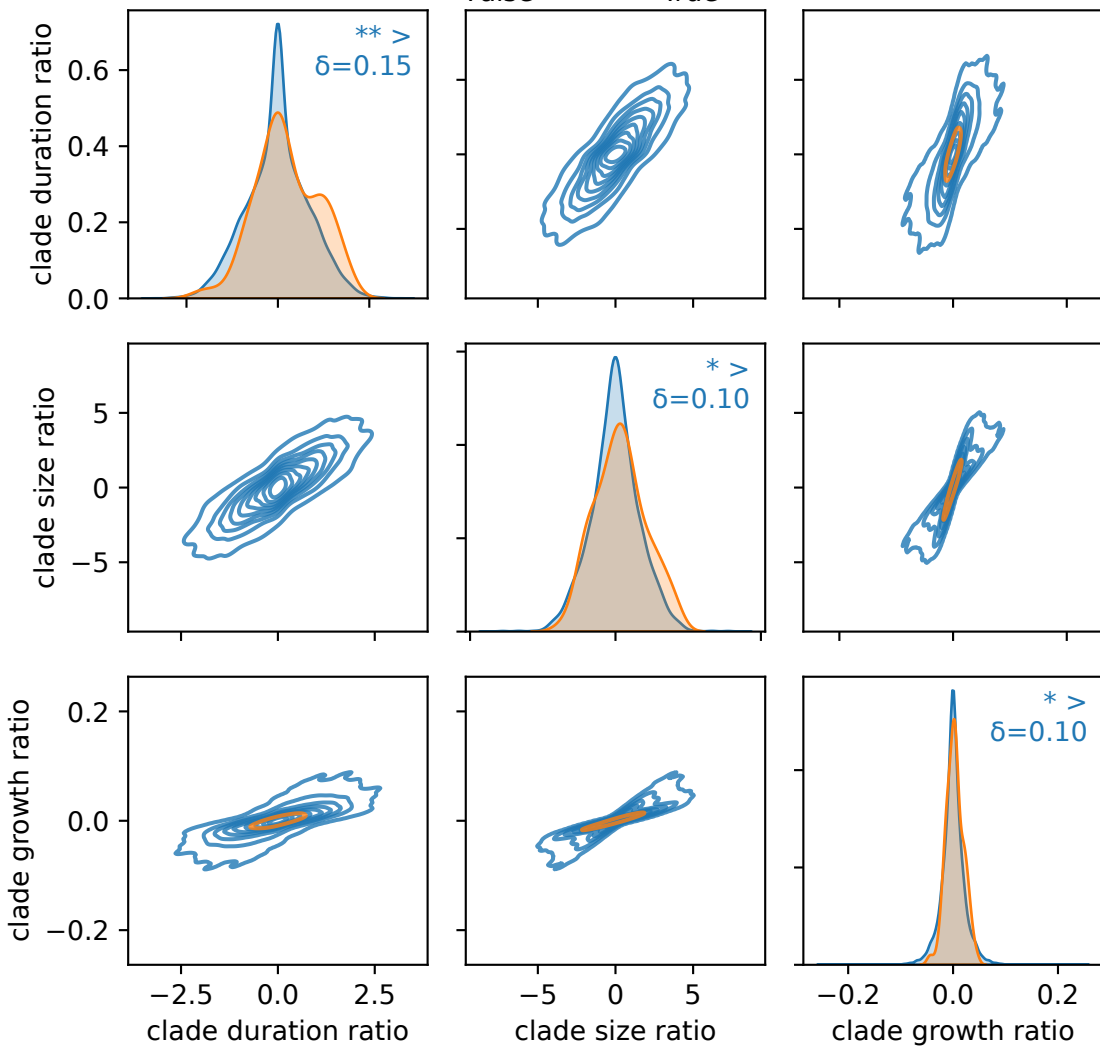 ** >
δ=0.15
clade duration ratio
0.6
0.4
0.2
0.0
* >
δ=0.10
clade size ratio
5
0
−5
* >
δ=0.10
clade growth ratio
0.2
0.0
−0.2
−2.5 0.0 2.5 −5 0 5 −0.2 0.0 0.2
clade duration ratio clade size ratio clade growth ratio